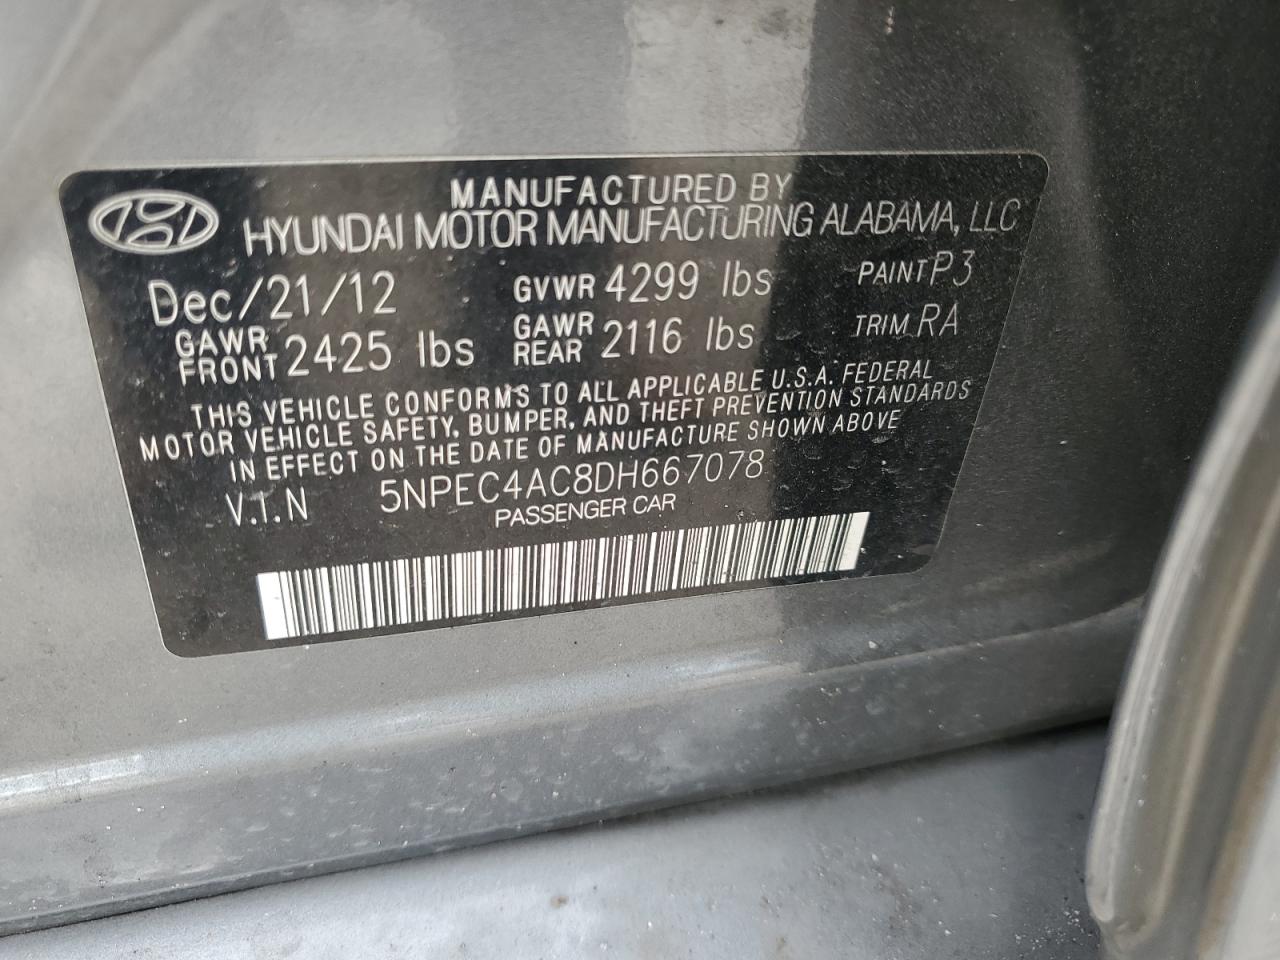 MANUFACTURED BY
HYUNDAI MOTOR MANUFACTURING ALABAMA, LLC
Dec/21/12 GVWR 4299 lbs PAINT P3
GAWR FRONT 2425 lbs GAWR REAR 2116 lbs TRIM RA
THIS VEHICLE CONFORMS TO ALL APPLICABLE U.S.A. FEDERAL
MOTOR VEHICLE SAFETY, BUMPER, AND THEFT PREVENTION STANDARDS
IN EFFECT ON THE DATE OF MANUFACTURE SHOWN ABOVE
V.I.N 5NPEC4AC8DH667078
PASSENGER CAR